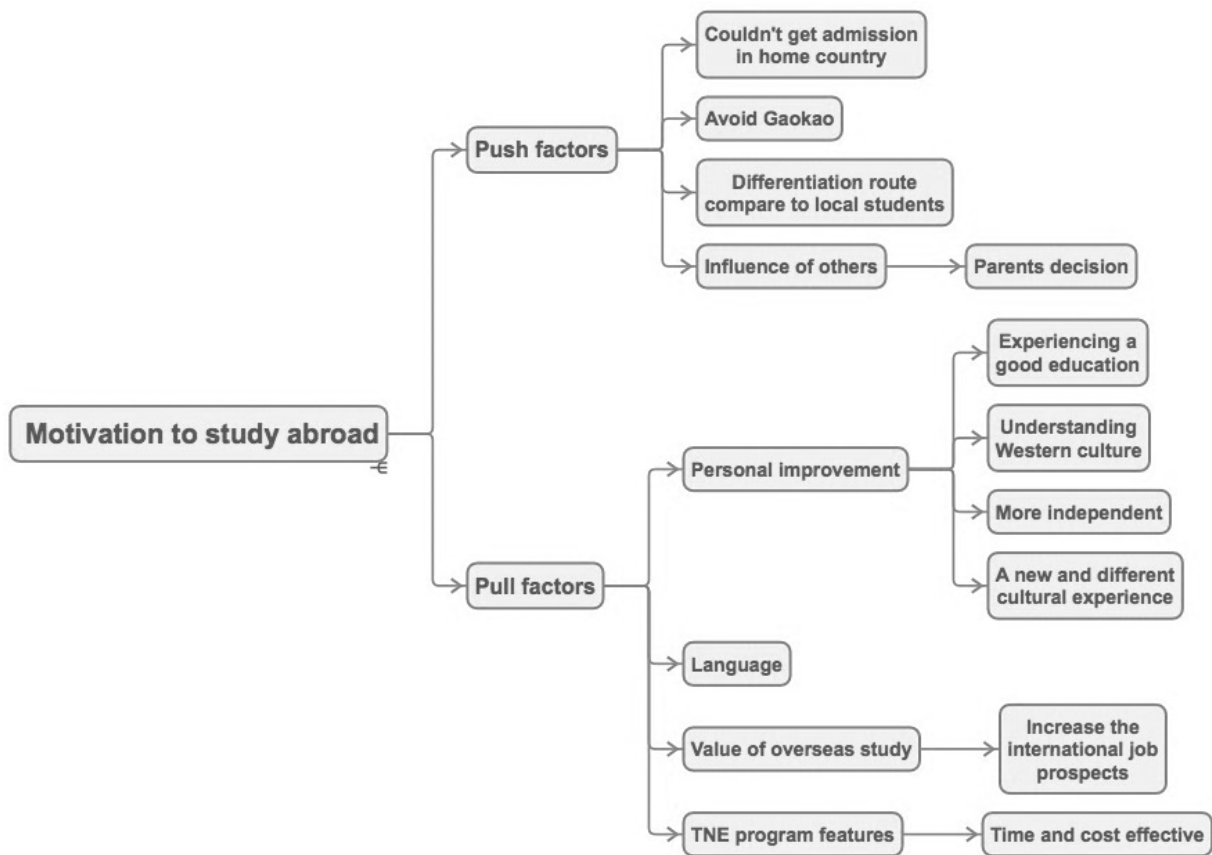 Couldn't get admission
in home country
Avoid Gaokao
Push factors
Differentiation route
compare to local students
Influence of others
Parents decision
Experiencing a
good education
Motivation to study abroad
Understanding
Western culture
Personal improvement
More independent
A new and different
cultural experience
Pull factors
Language
Value of overseas study
Increase the
international job
prospects
TNE program features
Time and cost effective